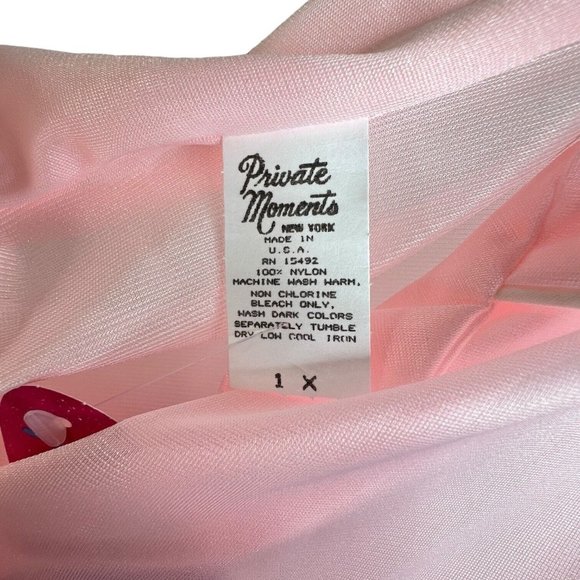 Private
Moments
NEW YORK
MADE IN
U.S.A.
RN 15492
100% NYLON
MACHINE WASH WARM,
NON CHLORINE
BLEACH ONLY,
WASH DARK COLORS
SEPARATELY TUMBLE
DRY LOW COOL IRON
1 X